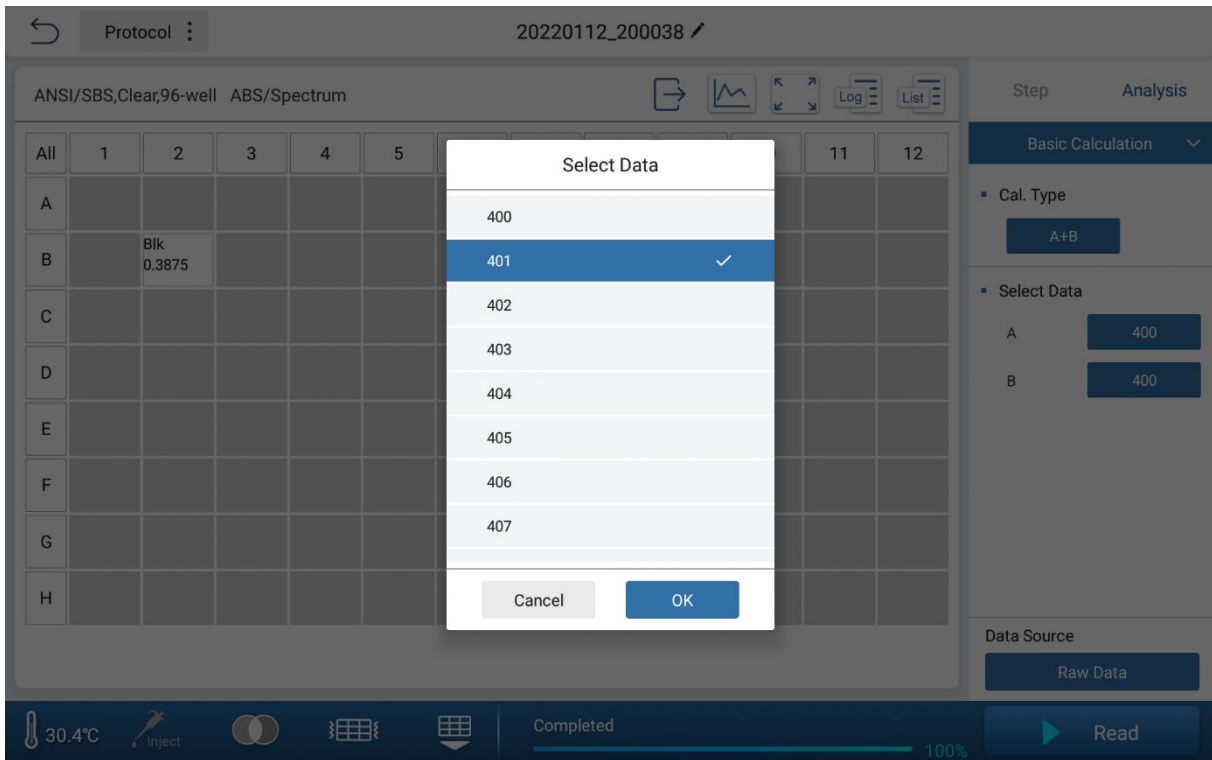 Protocol
20220112_200038
ANSI/SBS,Clear,96-well ABS/Spectrum
Log
List
Step
Analysis
All 1 2 3 4 5 11 12
Select Data
Basic Calculation
A
B
C
D
E
F
G
H
Blk
0.3875
400
401
402
403
404
405
406
407
Cancel
OK
Cal. Type
A+B
Select Data
A 400
B 400
Data Source
Raw Data
30.4℃
Inject
Completed
100%
Read